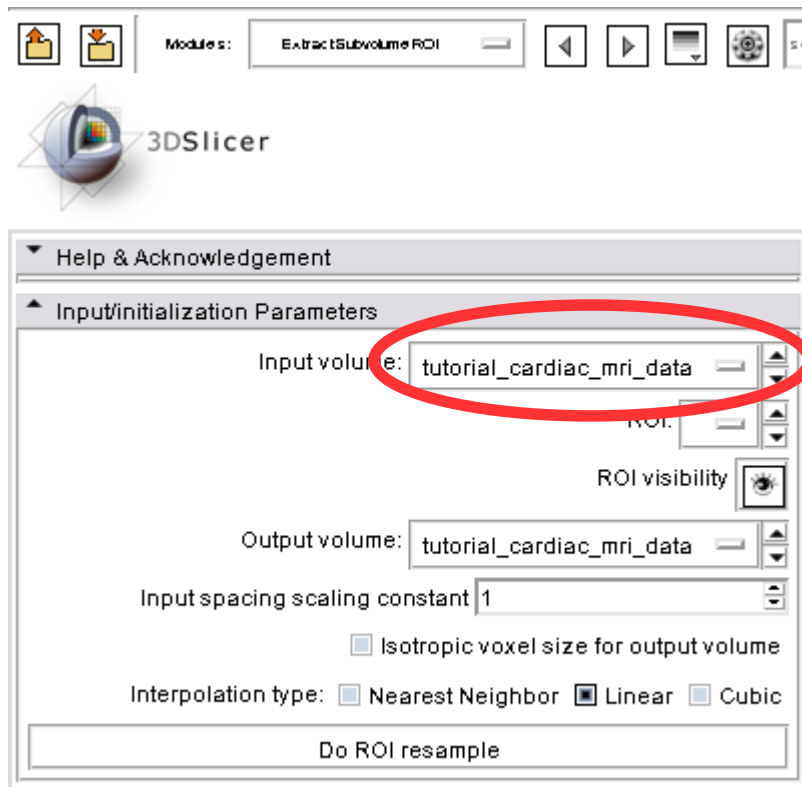 Modules: ExtractSubvolumeROI
3DSlicer
Help & Acknowledgement
Input/initialization Parameters
Input volume: tutorial_cardiac_mri_data
ROI:
ROI visibility
Output volume: tutorial_cardiac_mri_data
Input spacing scaling constant 1
Isotropic voxel size for output volume
Interpolation type: Nearest Neighbor Linear Cubic
Do ROI resample